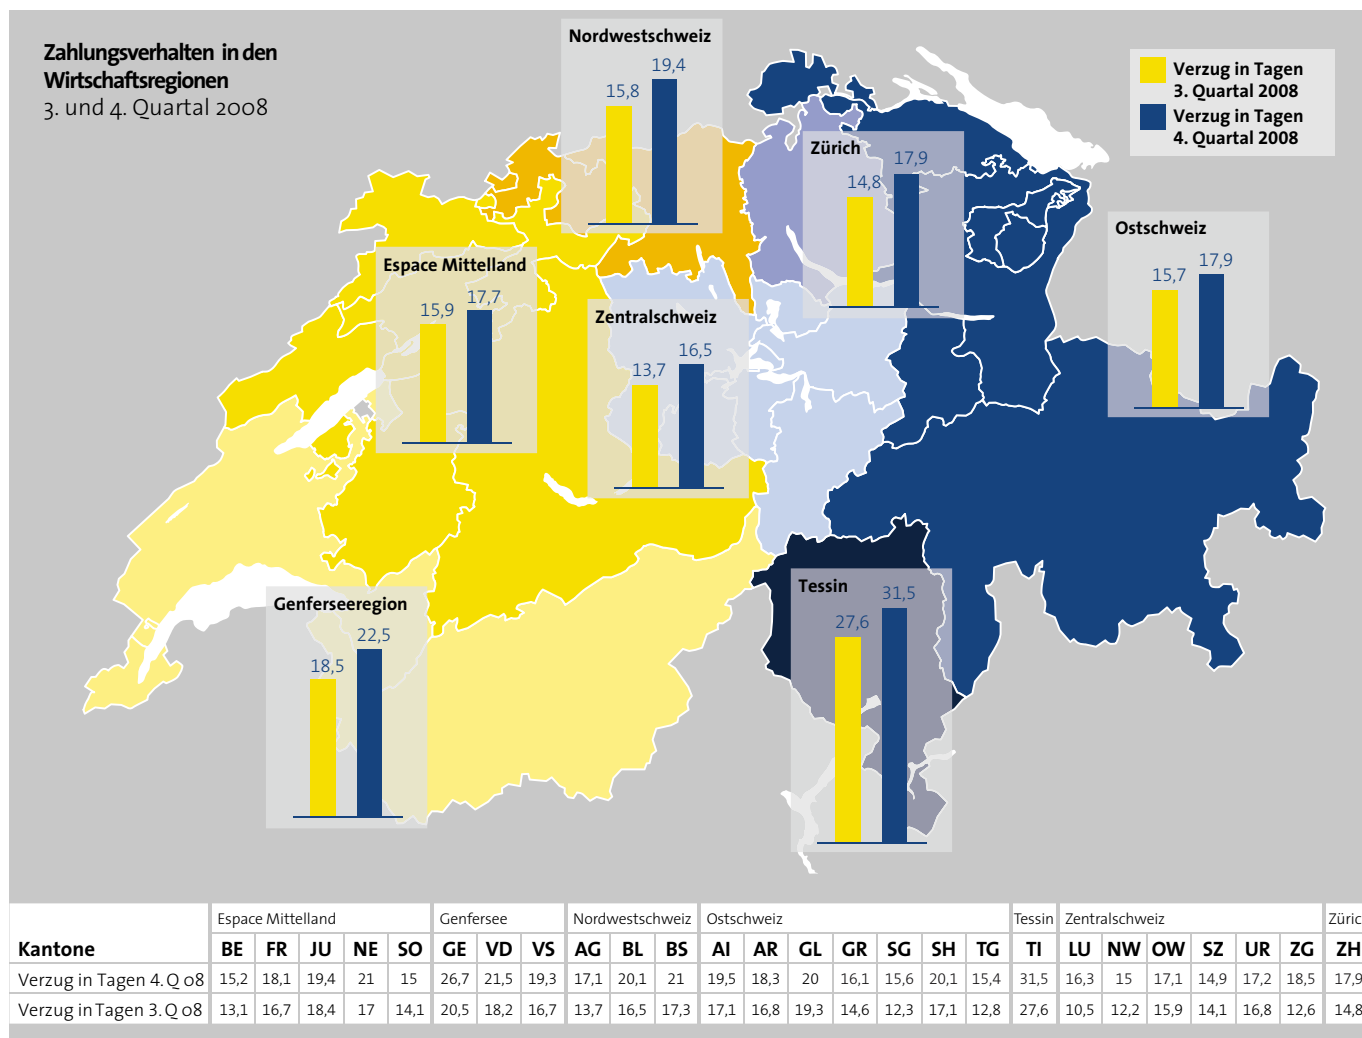 Zahlungsverhalten in den
Wirtschaftsregionen
3. und 4. Quartal 2008
Verzug in Tagen
3. Quartal 2008
Verzug in Tagen
4. Quartal 2008
Nordwestschweiz
15,8 19,4
Zürich
14,8 17,9
Ostschweiz
15,7 17,9
Espace Mittelland
15,9 17,7
Zentralschweiz
13,7 16,5
Tessin
27,6 31,5
Genferseeregion
18,5 22,5
Espace Mittelland Genfersee Nordwestschweiz Ostschweiz Tessin Zentralschweiz Züric
Kantone BE FR JU NE SO GE VD VS AG BL BS AI AR GL GR SG SH TG TI LU NW OW SZ UR ZG ZH
Verzug in Tagen 4. Q 08 15,2 18,1 19,4 21 15 26,7 21,5 19,3 17,1 20,1 21 19,5 18,3 20 16,1 15,6 20,1 15,4 31,5 16,3 15 17,1 14,9 17,2 18,5 17,9
Verzug in Tagen 3. Q 08 13,1 16,7 18,4 17 14,1 20,5 18,2 16,7 13,7 16,5 17,3 17,1 16,8 19,3 14,6 12,3 17,1 12,8 27,6 10,5 12,2 15,9 14,1 16,8 12,6 14,8